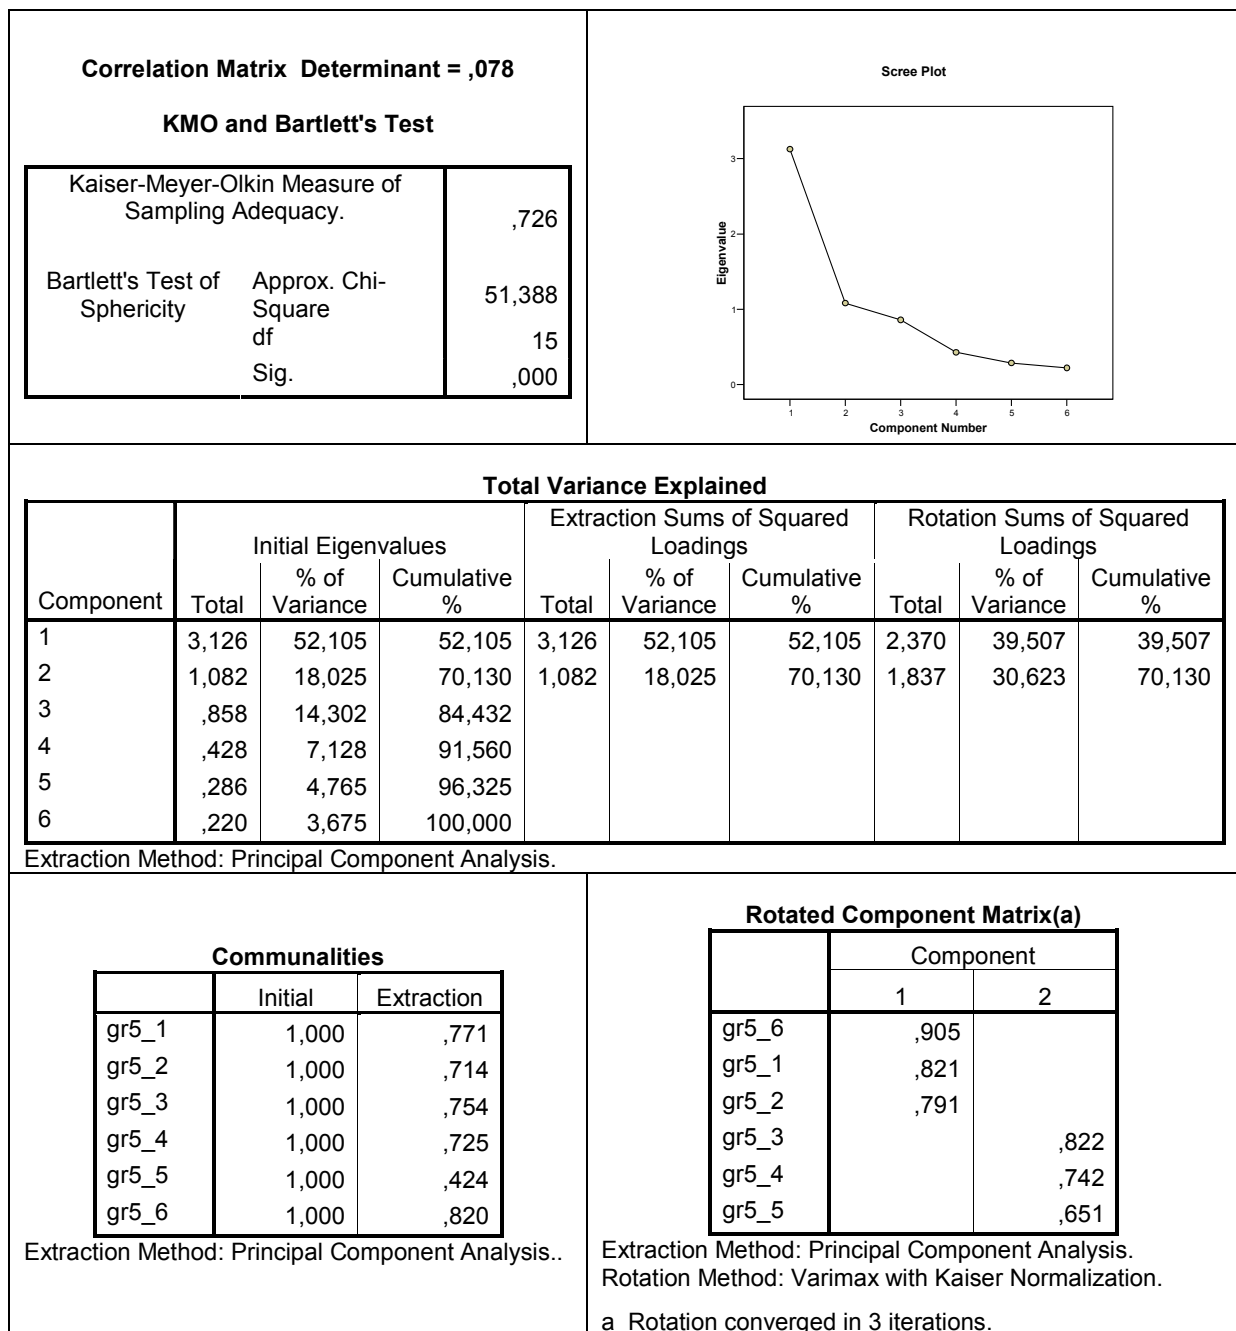 Correlation Matrix  Determinant = ,078
KMO and Bartlett's Test
Kaiser-Meyer-Olkin Measure of
Sampling Adequacy.
,726
Bartlett's Test of
Sphericity
Approx. Chi-
Square
51,388
df
15
Sig.
,000
Scree Plot
Eigenvalue
3
2
1
0
1 2 3 4 5 6
Component Number
Total Variance Explained
Component
Initial Eigenvalues
Extraction Sums of Squared
Loadings
Rotation Sums of Squared
Loadings
Total
% of
Variance
Cumulative
%
Total
% of
Variance
Cumulative
%
Total
% of
Variance
Cumulative
%
1 3,126 52,105 52,105 3,126 52,105 52,105 2,370 39,507 39,507
2 1,082 18,025 70,130 1,082 18,025 70,130 1,837 30,623 70,130
3 ,858 14,302 84,432
4 ,428 7,128 91,560
5 ,286 4,765 96,325
6 ,220 3,675 100,000
Extraction Method: Principal Component Analysis.
Communalities
Initial Extraction
gr5_1 1,000 ,771
gr5_2 1,000 ,714
gr5_3 1,000 ,754
gr5_4 1,000 ,725
gr5_5 1,000 ,424
gr5_6 1,000 ,820
Extraction Method: Principal Component Analysis..
Rotated Component Matrix(a)
Component
1 2
gr5_6 ,905
gr5_1 ,821
gr5_2 ,791
gr5_3 ,822
gr5_4 ,742
gr5_5 ,651
Extraction Method: Principal Component Analysis.
Rotation Method: Varimax with Kaiser Normalization.
a  Rotation converged in 3 iterations.